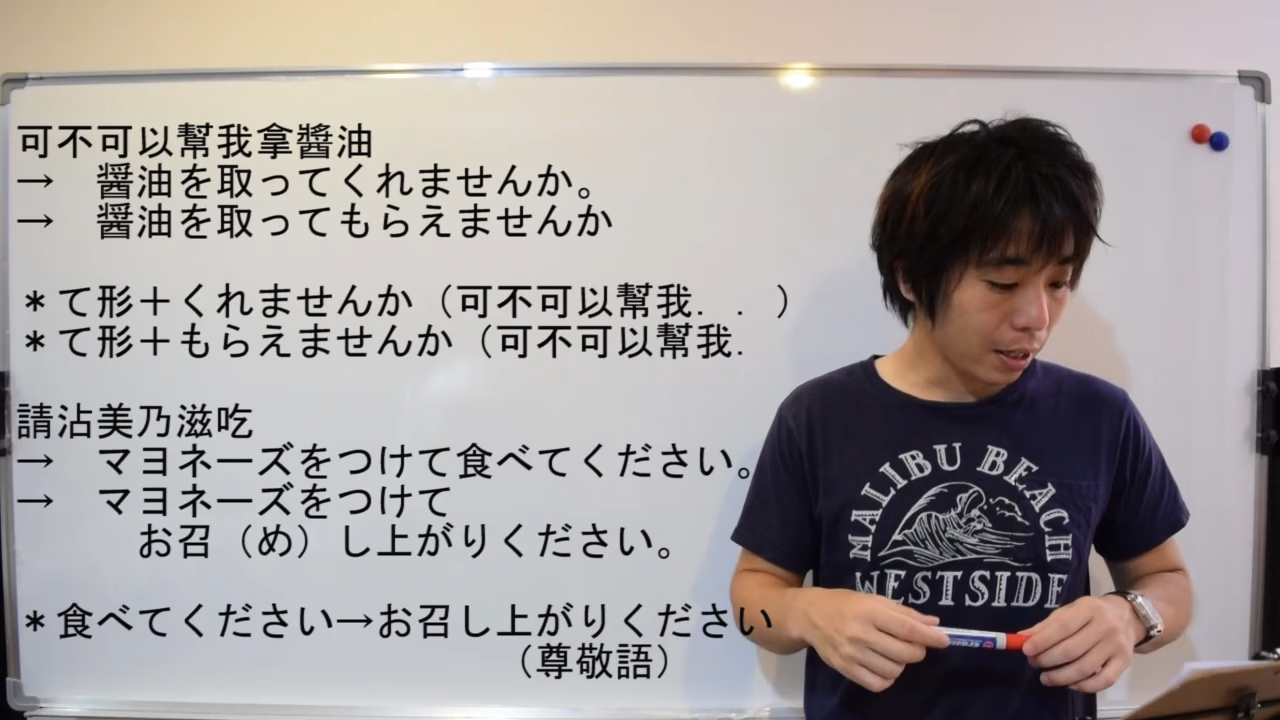 可不可以幫我拿醬油
→　醤油を取ってくれませんか。
→　醤油を取ってもらえませんか
＊て形＋くれませんか（可不可以幫我．．）
＊て形＋もらえませんか（可不可以幫我.
請沾美乃滋吃
→　マヨネーズをつけて食べてください。
→　マヨネーズをつけて
お召（め）し上がりください。
＊食べてください→お召し上がりください
（尊敬語）
MALIBU BEACH
WESTSIDE